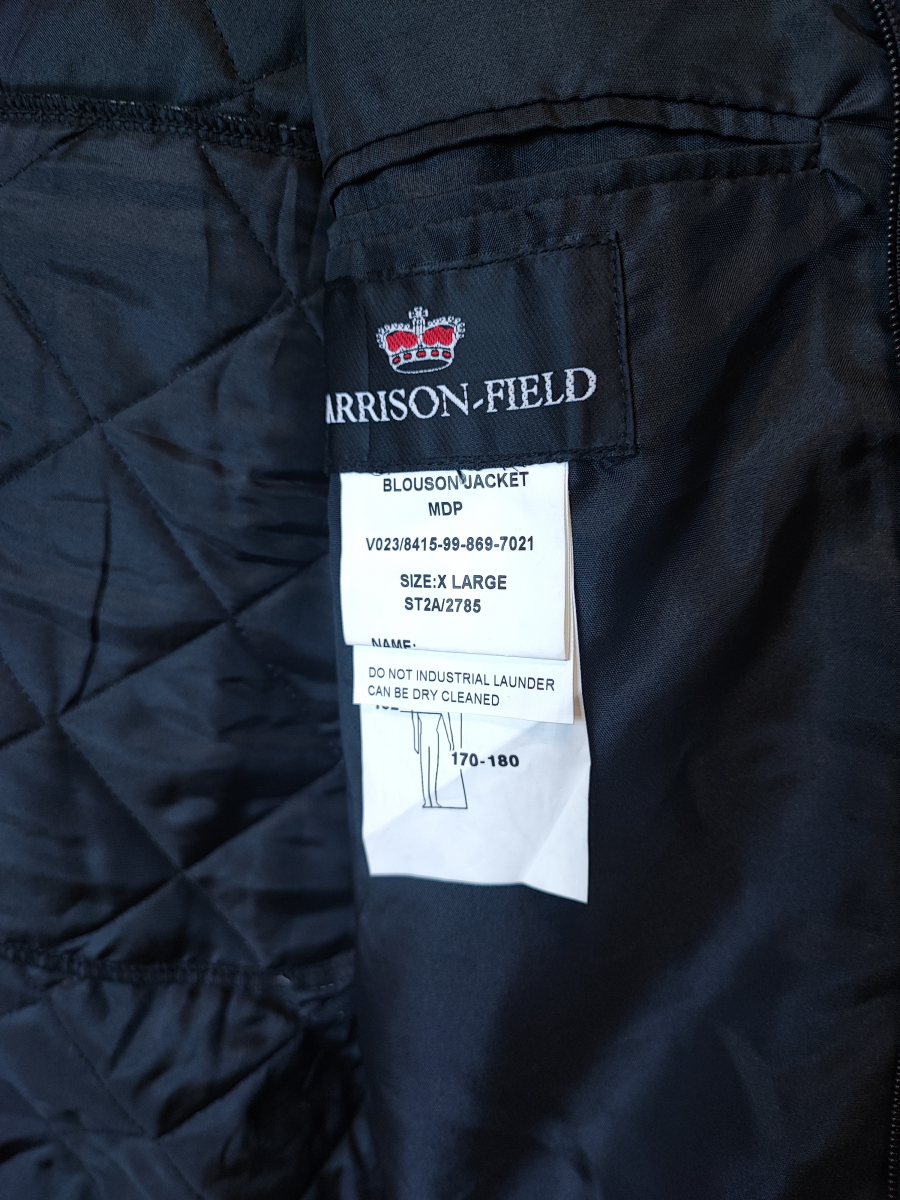 ARRISON-FIELD
BLOUSON JACKET
MDP
V023/8415-99-869-7021
SIZE:X LARGE
ST2A/2785
NAME:
DO NOT INDUSTRIAL LAUNDER
CAN BE DRY CLEANED
170-180